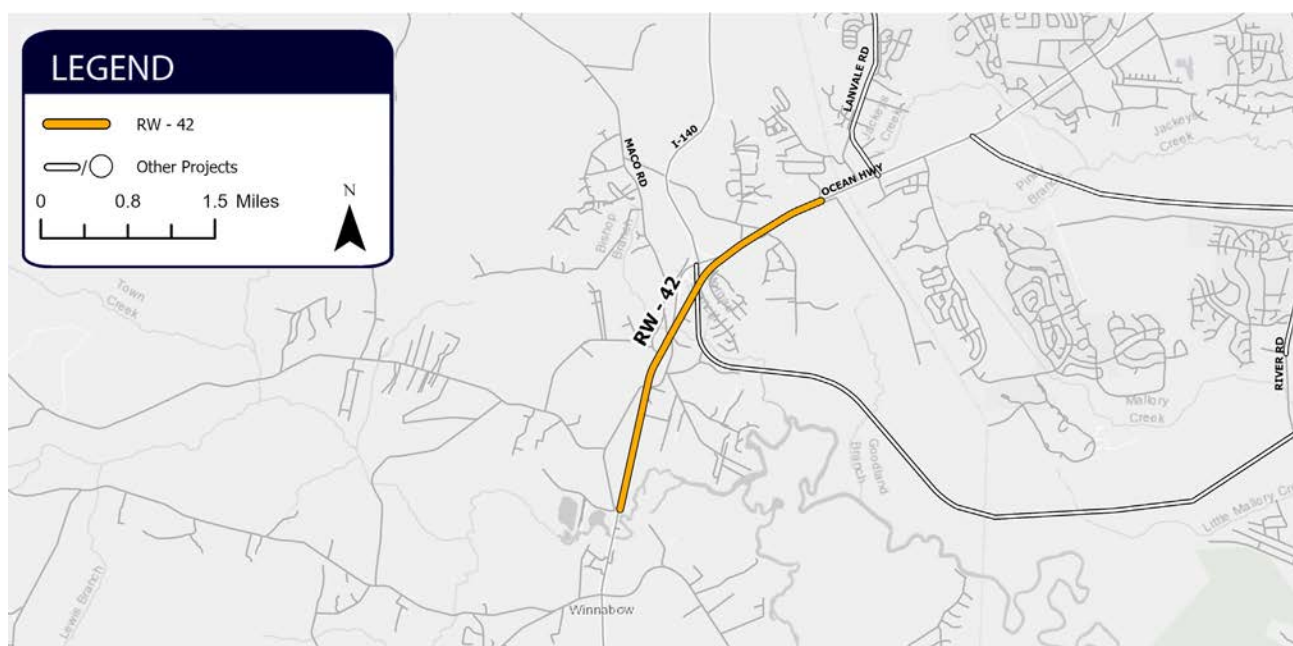 LEGEND
RW - 42
Other Projects
0 0.8 1.5 Miles
N
MACO RD
I-140
LANVALE RD
Jackeys
Creek
OCEAN HWY
Jackeys
Creek
Branch
Bishop
Branch
Town
Creek
RW - 42
RIVER RD
Mallory
Creek
Goodland
Branch
Little Mallory Cre
Lewis Branch
Winnabow